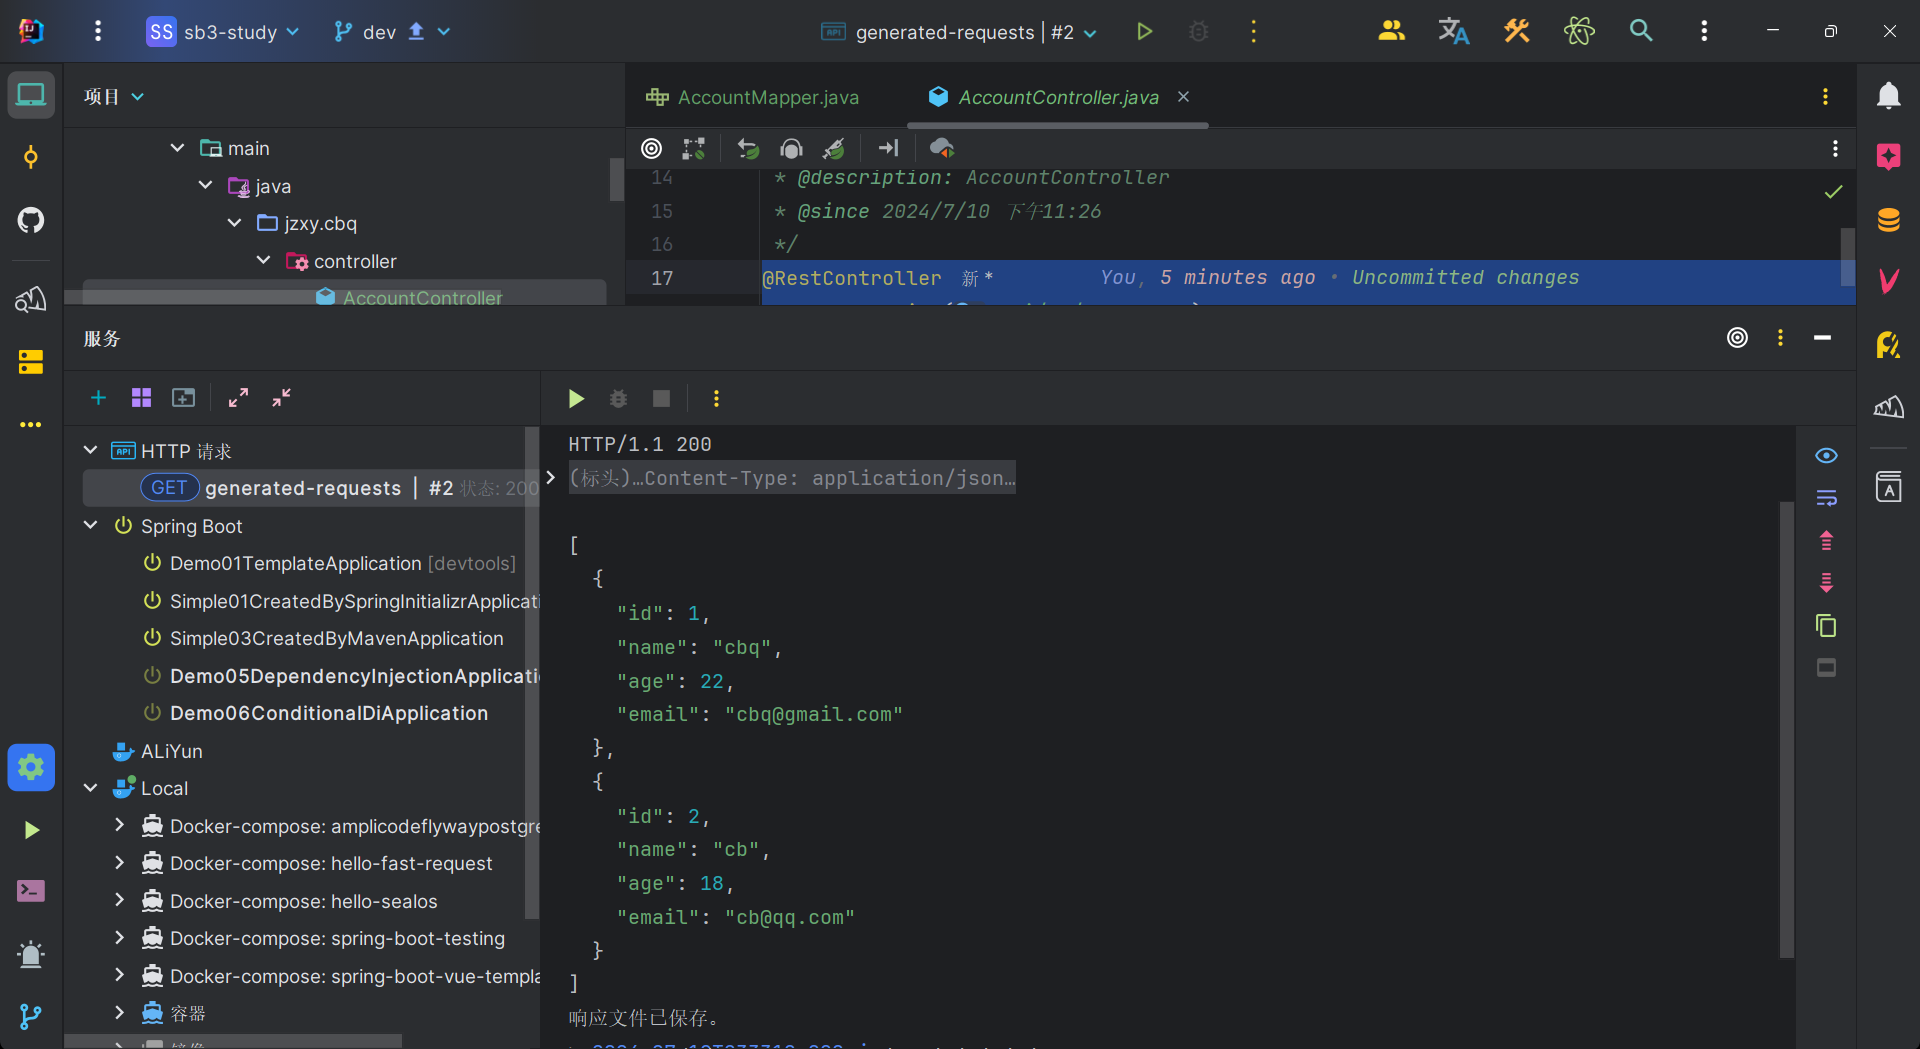 SS sb3-study dev API generated-requests | #2
项目
main
java
jzxy.cbq
controller
AccountController
AccountMapper.java AccountController.java
14 * @description: AccountController
15 * @since 2024/7/10 下午11:26
16 */
17 @RestController 新 * You, 5 minutes ago • Uncommitted changes
服务
HTTP 请求
GET generated-requests | #2 状态: 200
Spring Boot
Demo01TemplateApplication [devtools]
Simple01CreatedBySpringInitializrApplicati
Simple03CreatedByMavenApplication
Demo05DependencyInjectionApplicati
Demo06ConditionalDiApplication
ALiYun
Local
Docker-compose: amplicodeflywaypostgre
Docker-compose: hello-fast-request
Docker-compose: hello-sealos
Docker-compose: spring-boot-testing
Docker-compose: spring-boot-vue-templa
容器
HTTP/1.1 200
(标头)…Content-Type: application/json…
[
{
"id": 1,
"name": "cbq",
"age": 22,
"email": "cbq@gmail.com"
},
{
"id": 2,
"name": "cb",
"age": 18,
"email": "cb@qq.com"
}
]
响应文件已保存。